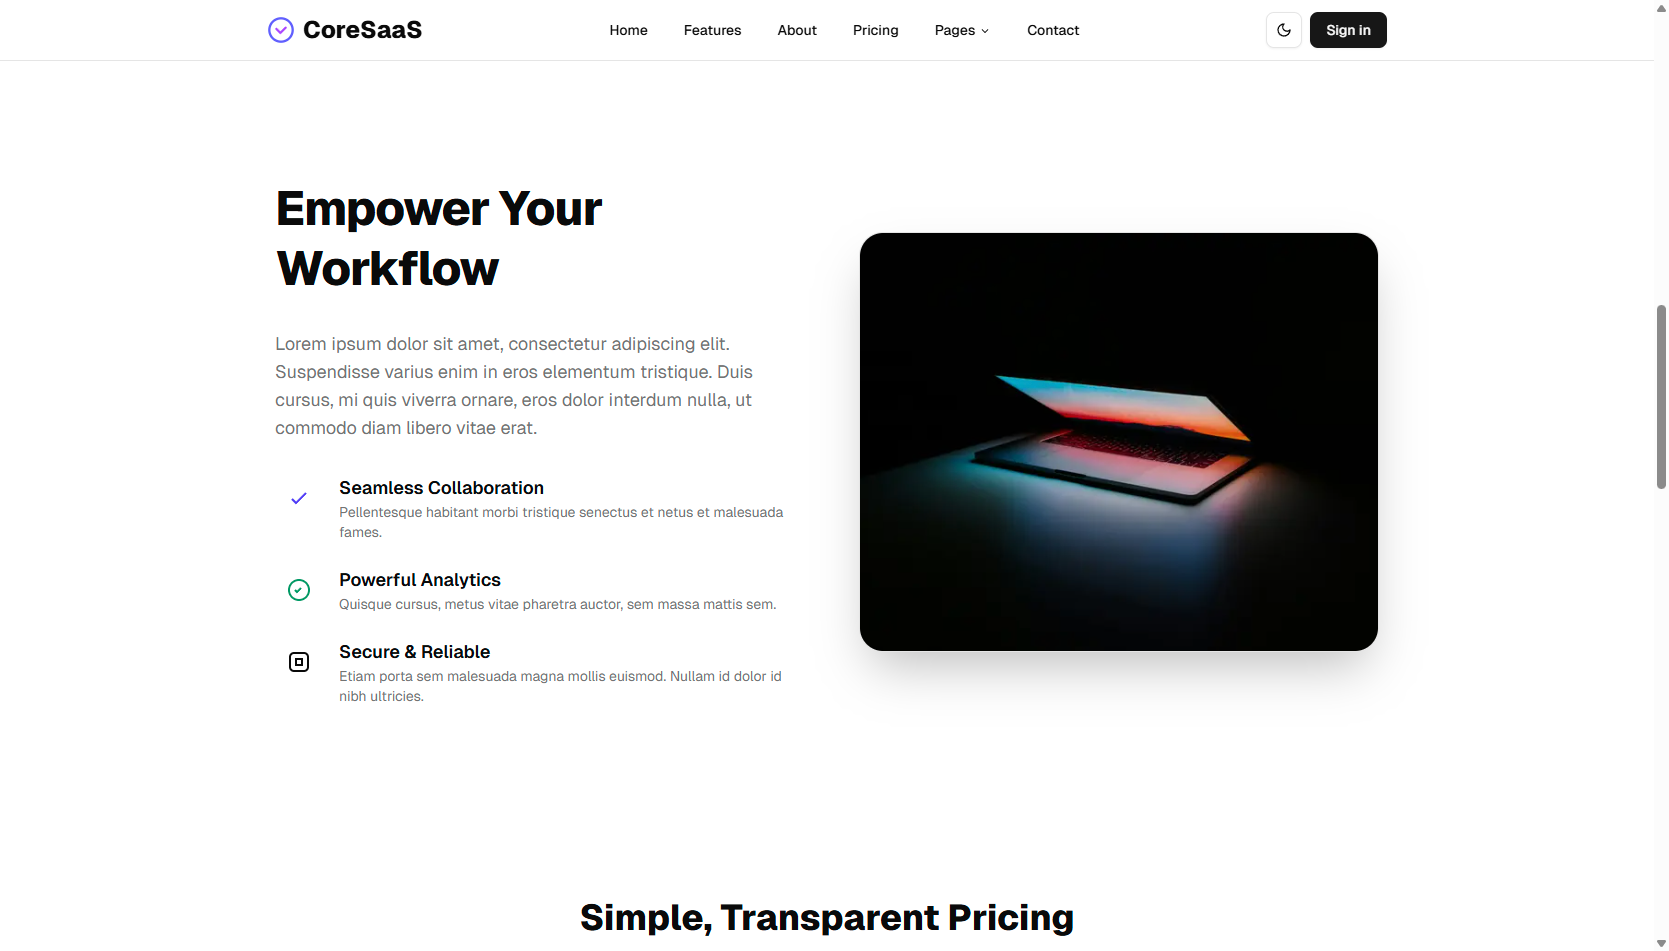 CoreSaaS
Home Features About Pricing Pages Contact
Sign in
Empower Your
Workflow
Lorem ipsum dolor sit amet, consectetur adipiscing elit.
Suspendisse varius enim in eros elementum tristique. Duis
cursus, mi quis viverra ornare, eros dolor interdum nulla, ut
commodo diam libero vitae erat.
Seamless Collaboration
Pellentesque habitant morbi tristique senectus et netus et malesuada
fames.
Powerful Analytics
Quisque cursus, metus vitae pharetra auctor, sem massa mattis sem.
Secure & Reliable
Etiam porta sem malesuada magna mollis euismod. Nullam id dolor id
nibh ultricies.
Simple, Transparent Pricing